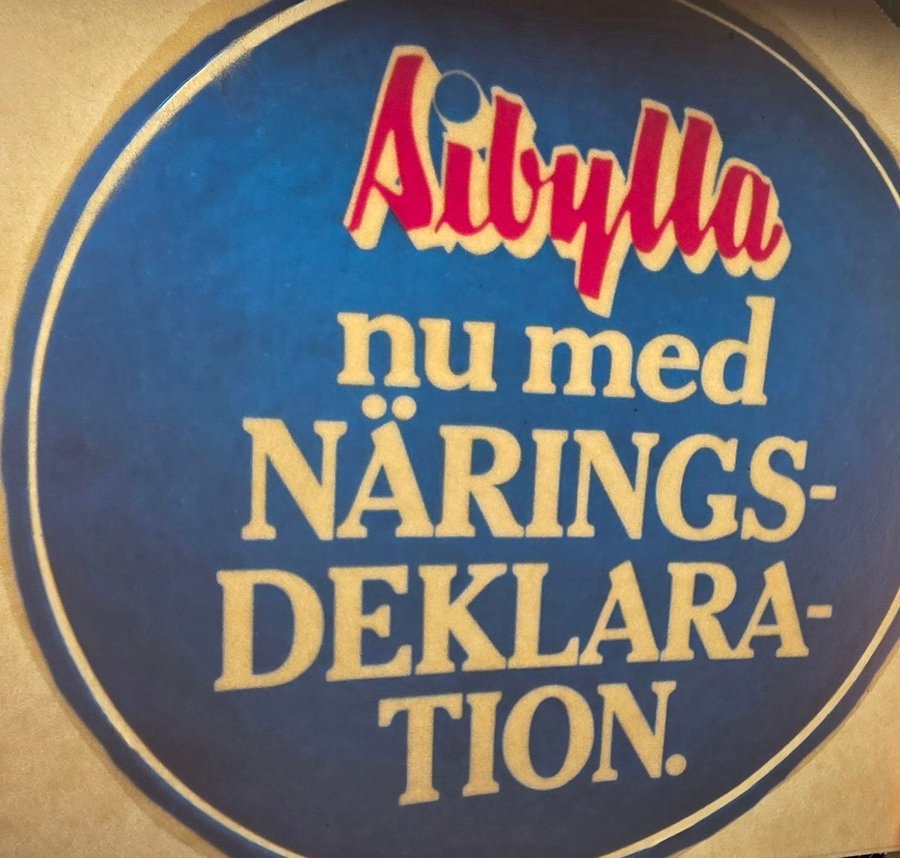 Sibylla
nu med
NÄRINGS-
DEKLARA-
TION.